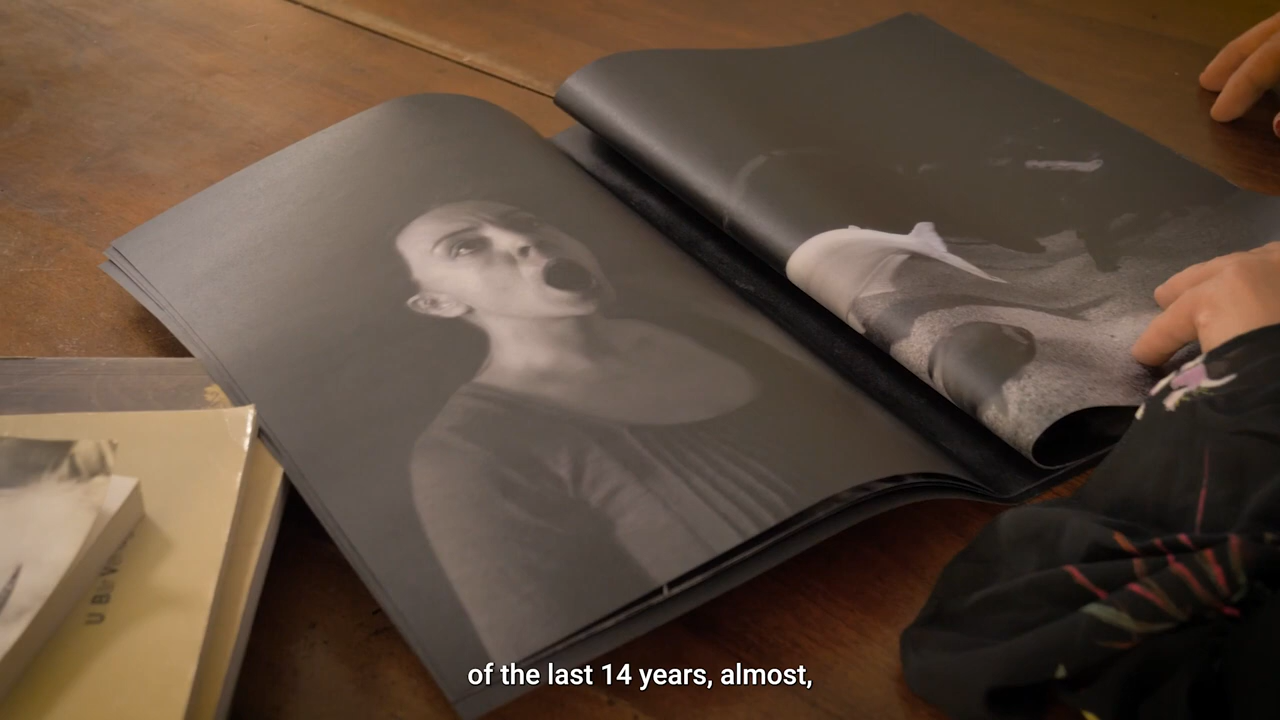 of the last 14 years, almost,